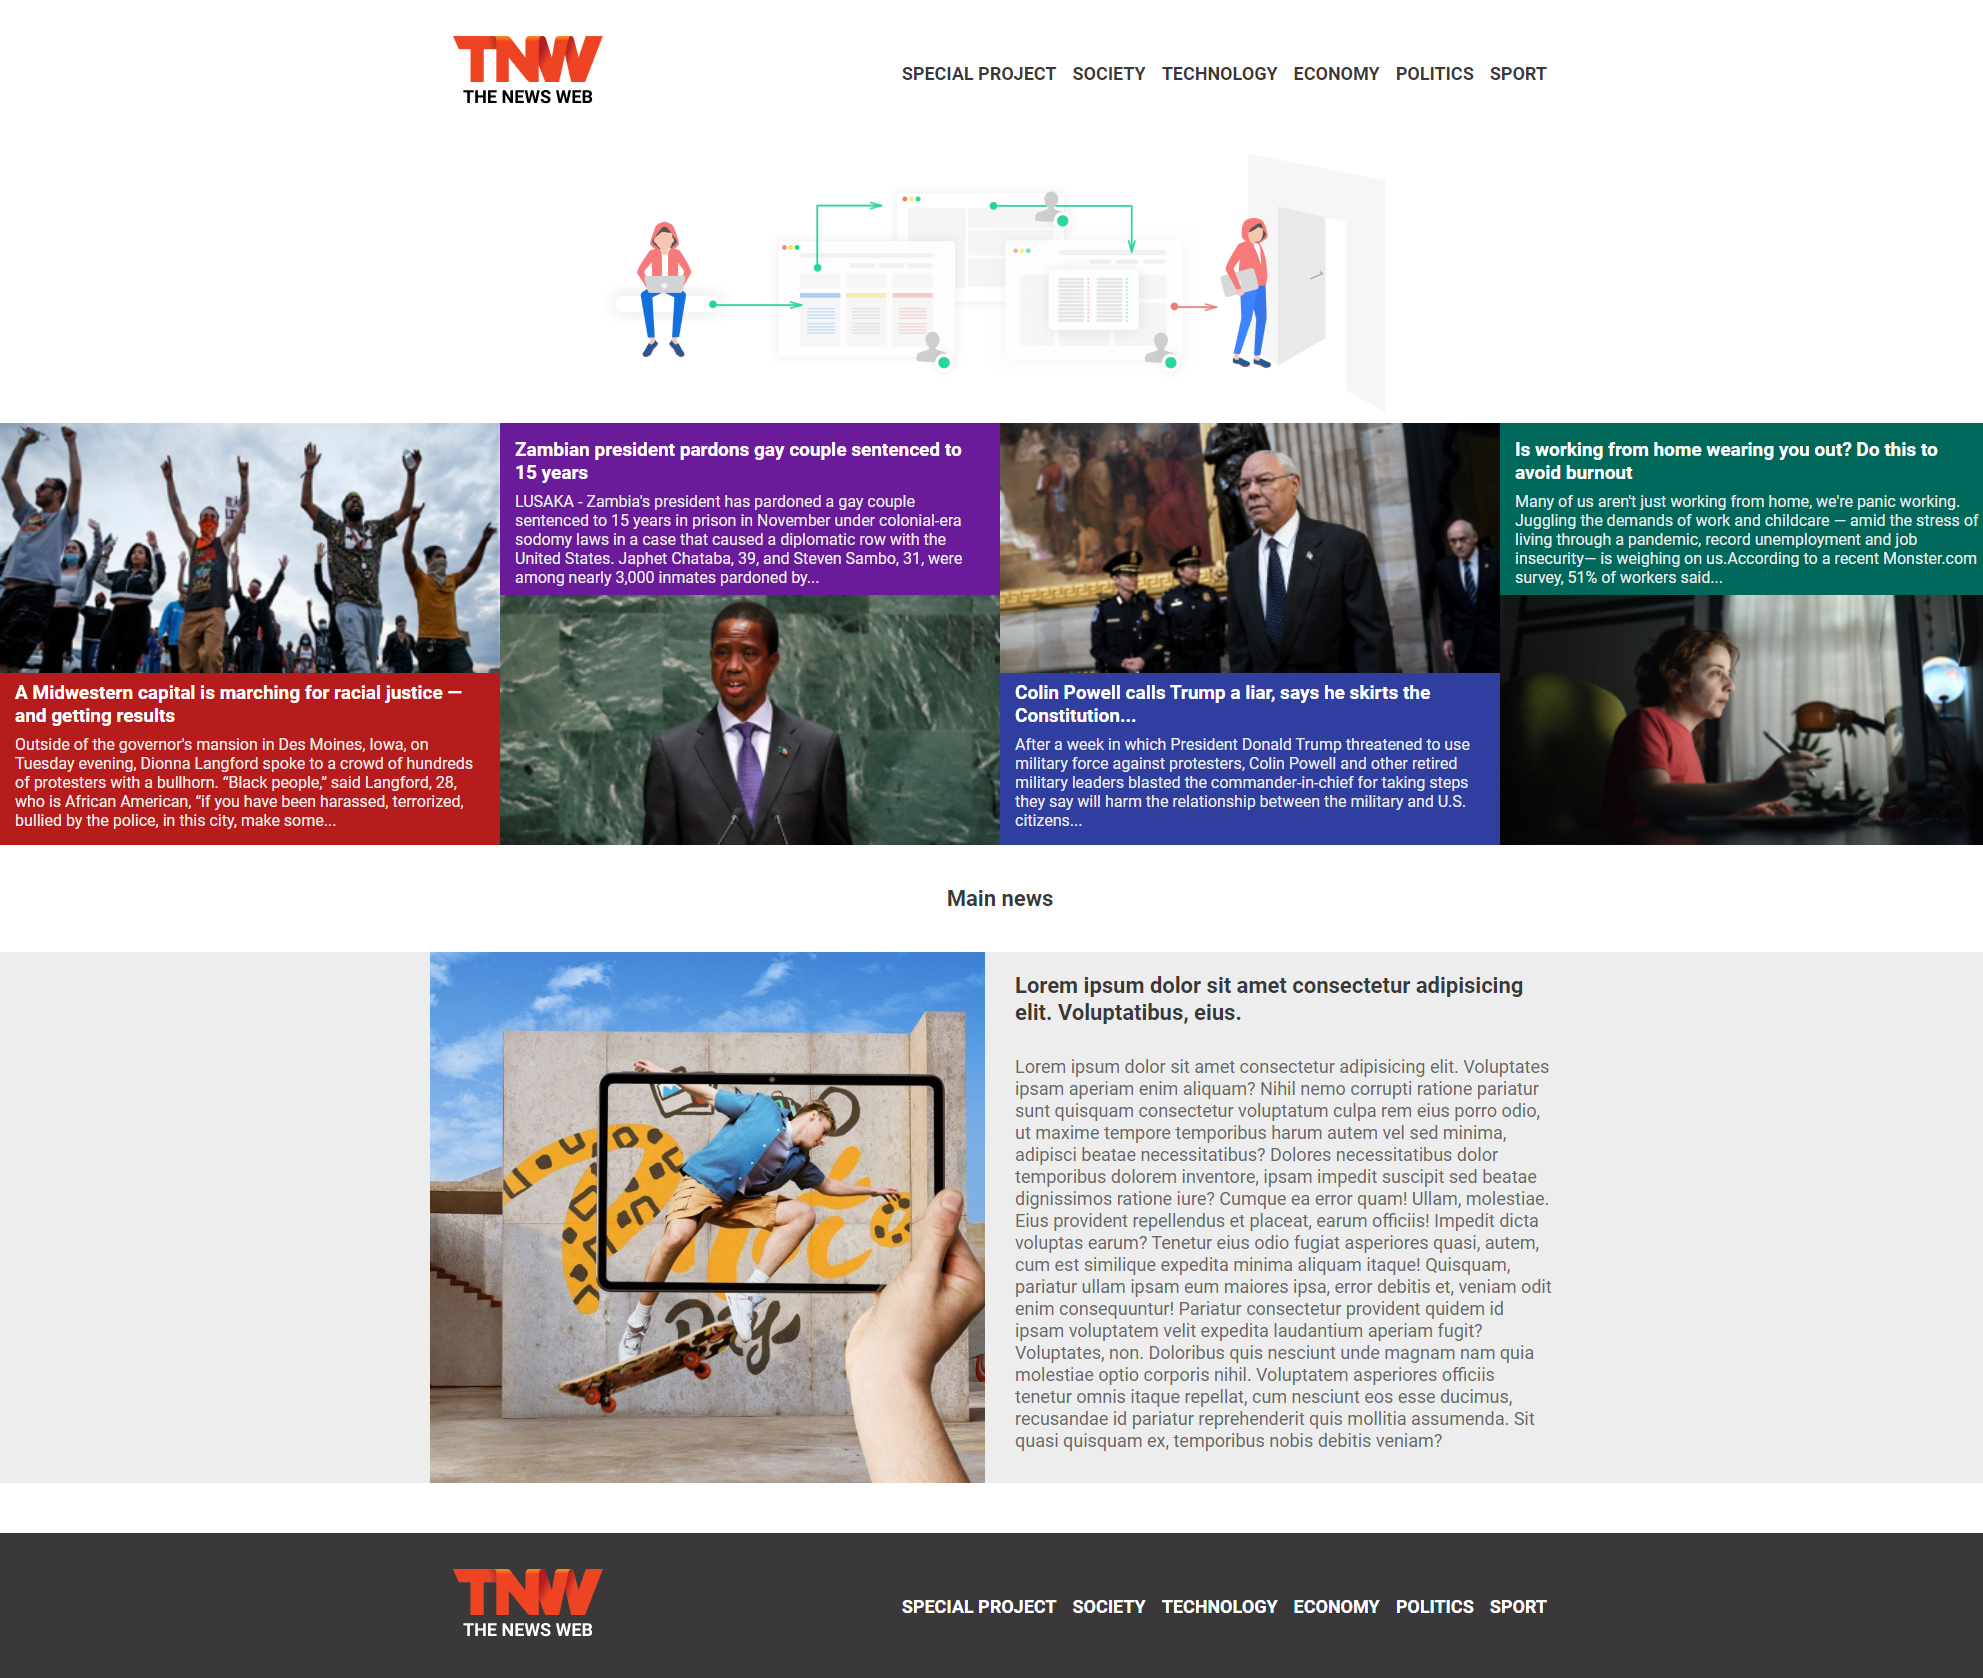 TNW
THE NEWS WEB
SPECIAL PROJECT SOCIETY TECHNOLOGY ECONOMY POLITICS SPORT
A Midwestern capital is marching for racial justice —
and getting results
Outside of the governor's mansion in Des Moines, Iowa, on
Tuesday evening, Dionna Langford spoke to a crowd of hundreds
of protesters with a bullhorn. “Black people,” said Langford, 28,
who is African American, “if you have been harassed, terrorized,
bullied by the police, in this city, make some...
Zambian president pardons gay couple sentenced to
15 years
LUSAKA - Zambia's president has pardoned a gay couple
sentenced to 15 years in prison in November under colonial-era
sodomy laws in a case that caused a diplomatic row with the
United States. Japhet Chataba, 39, and Steven Sambo, 31, were
among nearly 3,000 inmates pardoned by...
Colin Powell calls Trump a liar, says he skirts the
Constitution...
After a week in which President Donald Trump threatened to use
military force against protesters, Colin Powell and other retired
military leaders blasted the commander-in-chief for taking steps
they say will harm the relationship between the military and U.S.
citizens...
Is working from home wearing you out? Do this to
avoid burnout
Many of us aren't just working from home, we're panic working.
Juggling the demands of work and childcare — amid the stress of
living through a pandemic, record unemployment and job
insecurity— is weighing on us.According to a recent Monster.com
survey, 51% of workers said...
Main news
Lorem ipsum dolor sit amet consectetur adipisicing
elit. Voluptatibus, eius.
Lorem ipsum dolor sit amet consectetur adipisicing elit. Voluptates
ipsam aperiam enim aliquam? Nihil nemo corrupti ratione pariatur
sunt quisquam consectetur voluptatum culpa rem eius porro odio,
ut maxime tempore temporibus harum autem vel sed minima,
adipisci beatae necessitatibus? Dolores necessitatibus dolor
temporibus dolorem inventore, ipsam impedit suscipit sed beatae
dignissimos ratione iure? Cumque ea error quam! Ullam, molestiae.
Eius provident repellendus et placeat, earum officiis! Impedit dicta
voluptas earum? Tenetur eius odio fugiat asperiores quasi, autem,
cum est similique expedita minima aliquam itaque! Quisquam,
pariatur ullam ipsam eum maiores ipsa, error debitis et, veniam odit
enim consequuntur! Pariatur consectetur provident quidem id
ipsam voluptatem velit expedita laudantium aperiam fugit?
Voluptates, non. Doloribus quis nesciunt unde magnam nam quia
molestiae optio corporis nihil. Voluptatem asperiores officiis
tenetur omnis itaque repellat, cum nesciunt eos esse ducimus,
recusandae id pariatur reprehenderit quis mollitia assumenda. Sit
quasi quisquam ex, temporibus nobis debitis veniam?
TNW
THE NEWS WEB
SPECIAL PROJECT SOCIETY TECHNOLOGY ECONOMY POLITICS SPORT